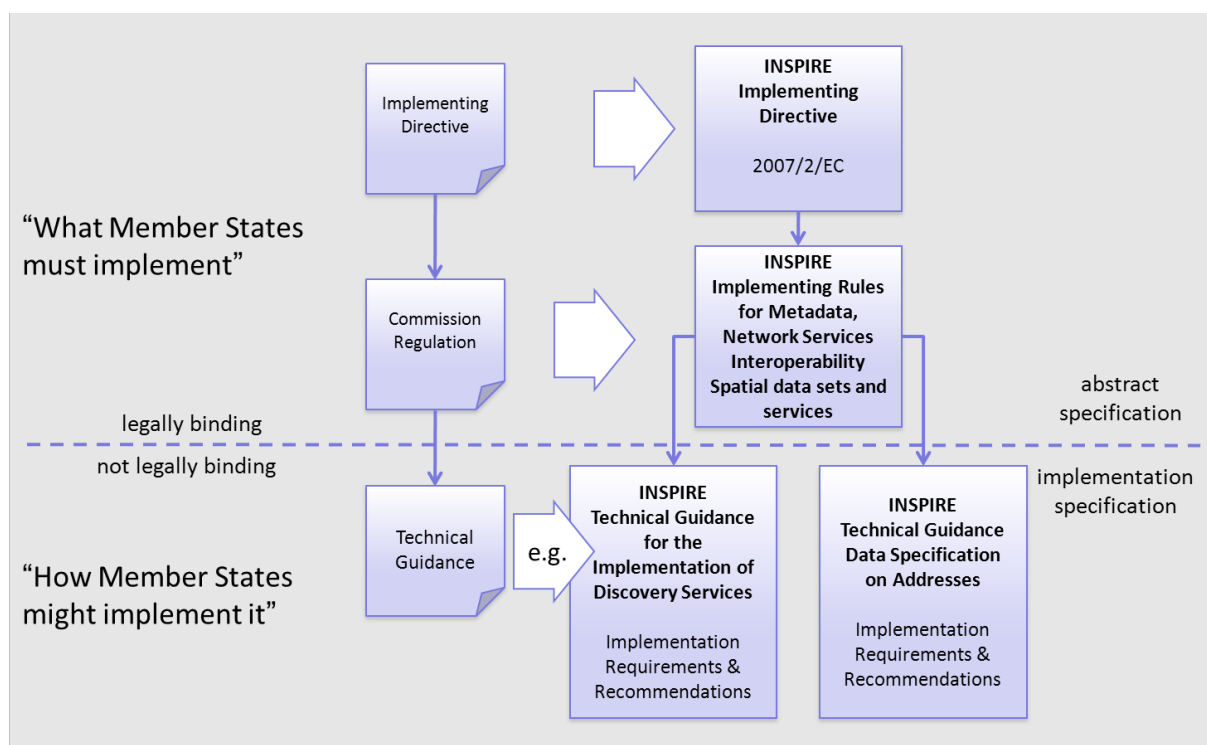 Implementing
Directive
INSPIRE
Implementing
Directive
2007/2/EC
“What Member States
must implement”
Commission
Regulation
INSPIRE
Implementing Rules
for Metadada,
Network Services
Interoperability
Spatial data sets and
services
abstract
specification
legally binding
not legally binding
implementation
specification
“How Member States
might implement it”
Technical
Guidance
e.g.
INSPIRE
Technical Guidance
for the
Implementation of
Discovery Services
Implementation
Requirements &
Recommendations
INSPIRE
Technical Guidance
Data Specification
on Addresses
Implementation
Requirements &
Recommendations